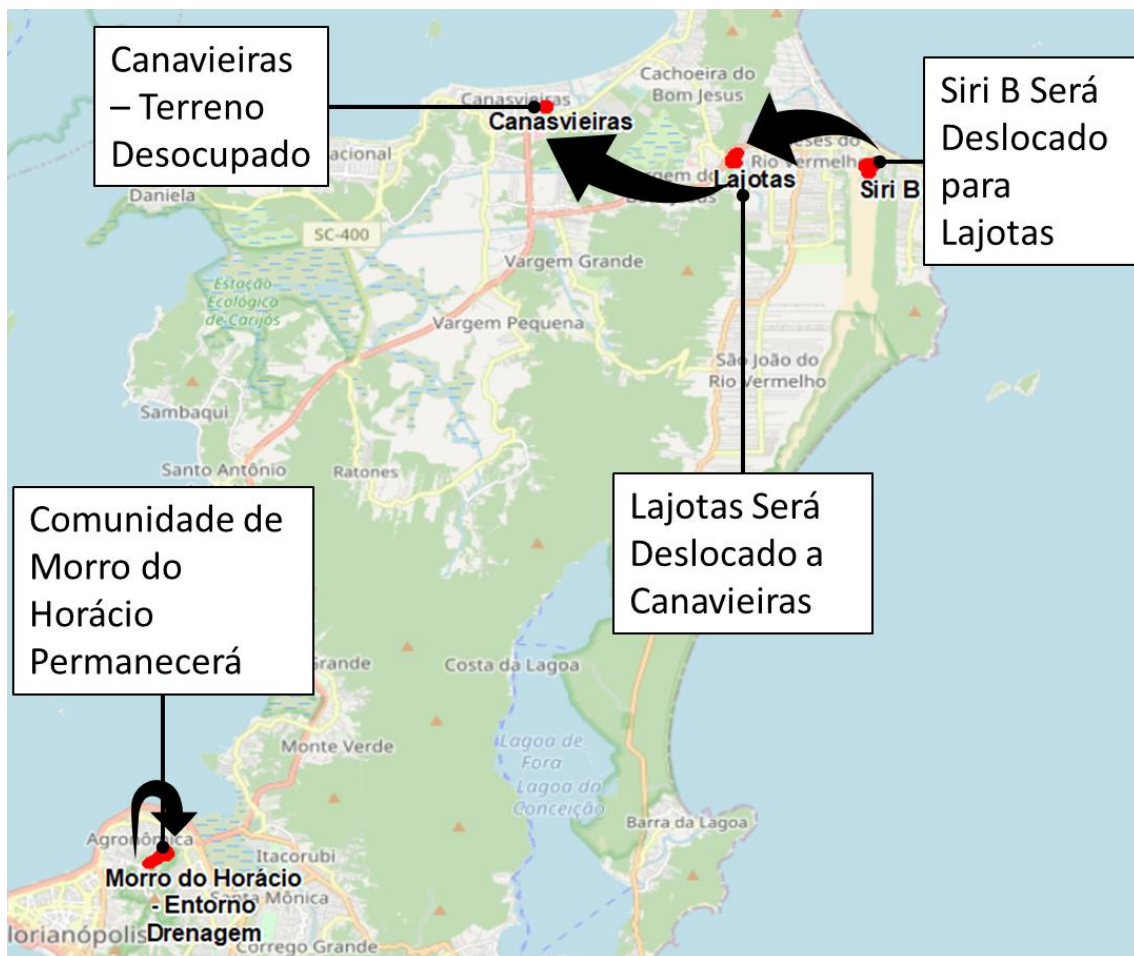 Canavieiras
– Terreno
Desocupado
Siri B Será
Deslocado
para
Lajotas
Lajotas Será
Deslocado a
Canavieiras
Comunidade de
Morro do
Horácio
Permanecerá
Cachoeira do
Bom Jesus
Canasvieiras
Canasvieiras
nacional
Daniela
eses do
Rio Vermelho
Lajotas
Siri B
SC-400
Vargem Grande
Estação
Ecológica
de Carijós
Vargem Pequena
São João do
Rio Vermelho
Sambaqui
Santo Antônio
Ratones
Grande
Costa da Lagoa
Monte Verde
Lagoa de
Fora
Lagoa da
Conceição
Barra da Lagoa
Agronômica
Itacorubi
Morro do Horácio
- Entorno
Drenagem
Santa Mônica
lorianópolis
Corrego Grande